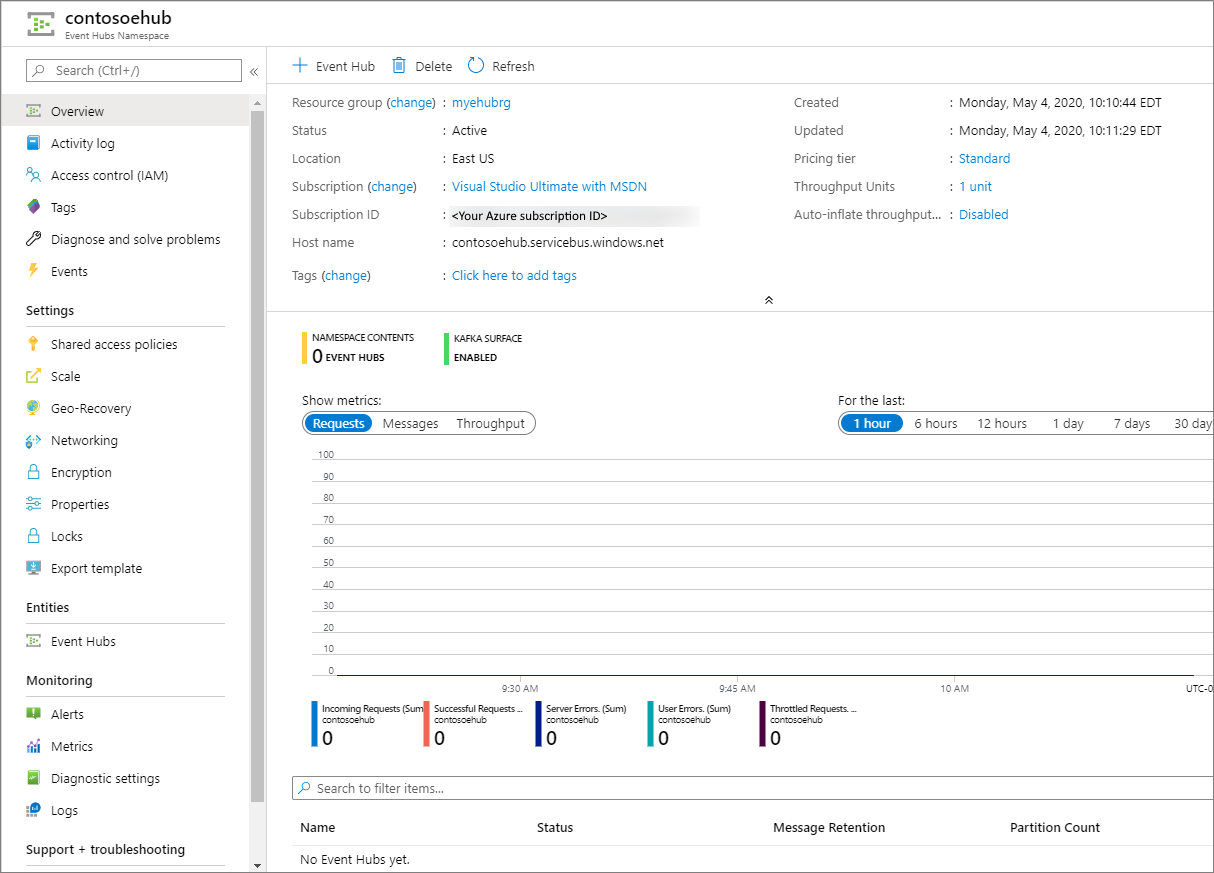 contosoehub
Event Hubs Namespace
Search (Ctrl+/)
«
Overview
Activity log
Access control (IAM)
Tags
Diagnose and solve problems
Events
Settings
Shared access policies
Scale
Geo-Recovery
Networking
Encryption
Properties
Locks
Export template
Entities
Event Hubs
Monitoring
Alerts
Metrics
Diagnostic settings
Logs
Support + troubleshooting
Event Hub Delete Refresh
Resource group (change) : myehubrg
Status : Active
Location : East US
Subscription (change) : Visual Studio Ultimate with MSDN
Subscription ID : <Your Azure subscription ID>
Host name : contosoehub.servicebus.windows.net
Tags (change) : Click here to add tags
Created : Monday, May 4, 2020, 10:10:44 EDT
Updated : Monday, May 4, 2020, 10:11:29 EDT
Pricing tier : Standard
Throughput Units : 1 unit
Auto-inflate throughput... : Disabled
NAMESPACE CONTENTS
0 EVENT HUBS
KAFKA SURFACE
ENABLED
Show metrics:
Requests Messages Throughput
For the last:
1 hour 6 hours 12 hours 1 day 7 days 30 day
100
90
80
70
60
50
40
30
20
10
0
9:30 AM 9:45 AM 10 AM UTC-0
Incoming Requests (Sum
contosoehub
0
Successful Requests ...
contosoehub
0
Server Errors. (Sum)
contosoehub
0
User Errors. (Sum)
contosoehub
0
Throttled Requests. ...
contosoehub
0
Search to filter items...
Name Status Message Retention Partition Count
No Event Hubs yet.